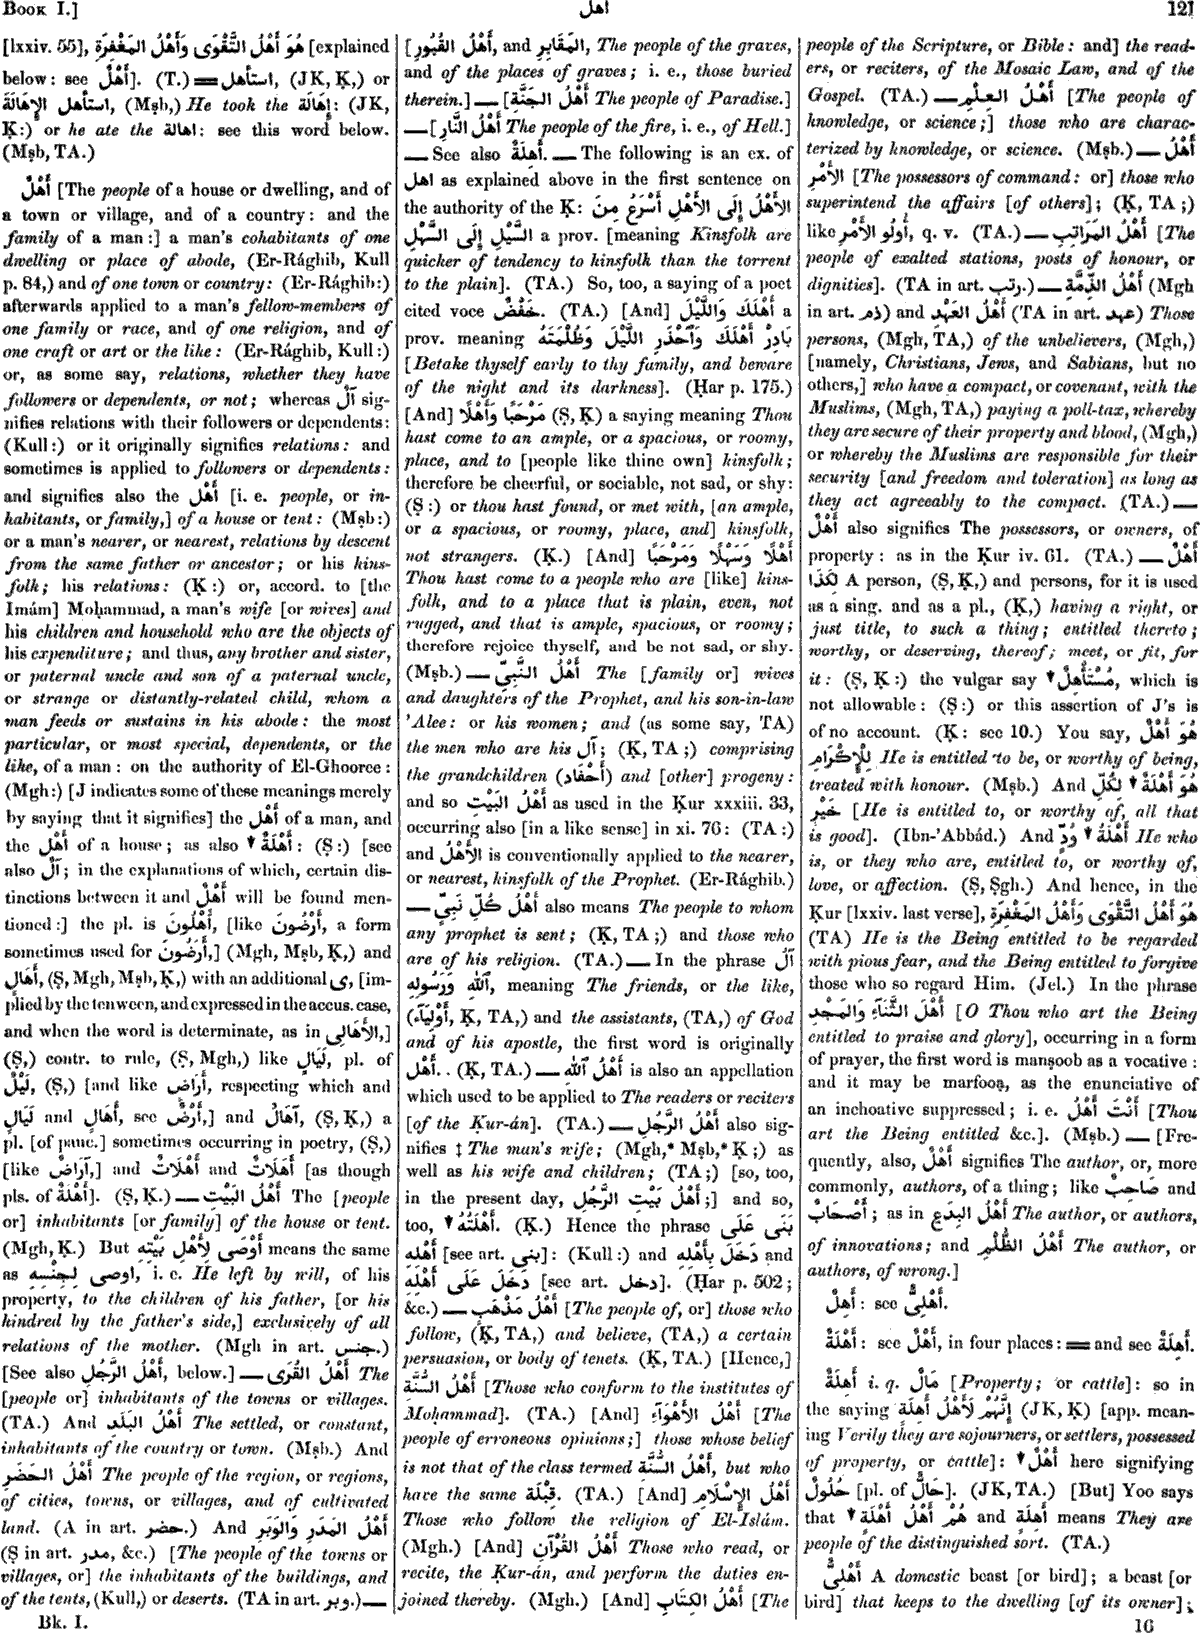 BOOK I.]
اهل
121
[lxxiv. 55], هُوَ أَهْلُ التَّقْوَى وَأَهْلُ المَغْفِرَةِ [explained
below: see أَهْلٌ]. (T.) ═ استأهل, (JK, Ḳ,) or
استأهل الإِهَالَةَ, (Mṣb,) He took the إِهَالَة: (JK,
Ḳ:) or he ate the اهالة: see this word below.
(Mṣb, TA.)
أَهْلٌ [The people of a house or dwelling, and of
a town or village, and of a country: and the
family of a man:] a man's cohabitants of one
dwelling or place of abode, (Er-Rághib, Kull
p. 84,) and of one town or country: (Er-Rághib:)
afterwards applied to a man's fellow-members of
one family or race, and of one religion, and of
one craft or art or the like: (Er-Rághib, Kull:)
or, as some say, relations, whether they have
followers or dependents, or not; whereas آلٌ sig-
nifies relations with their followers or dependents:
(Kull:) or it originally signifies relations: and
sometimes is applied to followers or dependents:
and signifies also the أَهْل [i. e. people, or in-
habitants, or family,] of a house or tent: (Mṣb:)
or a man's nearer, or nearest, relations by descent
from the same father or ancestor; or his kins-
folk; his relations: (Ḳ:) or, accord. to [the
Imám] Moḥammad, a man's wife [or wives] and
his children and household who are the objects of
his expenditure; and thus, any brother and sister,
or paternal uncle and son of a paternal uncle,
or strange or distantly-related child, whom a
man feeds or sustains in his abode: the most
particular, or most special, dependents, or the
like, of a man: on the authority of El-Ghooree:
(Mgh:) [J indicates some of these meanings merely
by saying that it signifies] the أَهْل of a man, and
the أَهْل of a house; as also ▼ أَهْلَةٌ: (Ṣ:) [see
also آلٌ; in the explanations of which, certain dis-
tinctions between it and أَهْلٌ will be found men-
tioned:] the pl. is أَهْلُونَ, [like أَرْضُونَ, a form
sometimes used for أَرَضُونَ,] (Mgh, Mṣb, Ḳ,) and
أَهَالٍ, (Ṣ, Mgh, Mṣb, Ḳ,) with an additional ى, [im-
plied by the tenween, and expressed in the accus. case,
and when the word is determinate, as in الأَهَالِى,]
(Ṣ,) contr. to rule, (Ṣ, Mgh,) like لَيَالٍ, pl. of
لَيْلٌ, (Ṣ,) [and like أَرَاضٍ, respecting which and
لَيَالٍ and أَهَالٍ, see أَرْضٌ,] and آهَالٌ, (Ṣ, Ḳ,) a
pl. [of pauc.] sometimes occurring in poetry, (Ṣ,)
[like آرَاضٌ,] and أَهْلَاتٌ and أَهَلَاتٌ [as though
pls. of أَهْلَةٌ]. (Ṣ, Ḳ.) — أَهْلُ البَيْتِ The [people
or] inhabitants [or family] of the house or tent.
(Mgh, Ḳ.) But أَوْصَى لِأَهْلِ بَيْتِهِ means the same
as اوصى لِجِنْسِهِ, i. e. He left by will, of his
property, to the children of his father, [or his
kindred by the father's side,] exclusively of all
relations of the mother. (Mgh in art. جنس.)
[See also أَهْلُ الرَّجُلِ, below.] — أَهْلُ القُرَى The
[people or] inhabitants of the towns or villages.
(TA.) And أَهْلُ البَلَدِ The settled, or constant,
inhabitants of the country or town. (Mṣb.) And
أَهْلُ الحَضَرِ The people of the region, or regions,
of cities, towns, or villages, and of cultivated
land. (A in art. حضر.) And أَهْلُ المَدَرِ وَالوَبَرِ
(Ṣ in art. مدر, &c.) [The people of the towns or
villages, or] the inhabitants of the buildings, and
of the tents, (Kull,) or deserts. (TA in art. وبر.) —
[أَهْلُ القُبُورِ, and المَقَابِرِ, The people of the graves,
and of the places of graves; i. e., those buried
therein.] — [أَهْلُ الجَنَّةِ The people of Paradise.]
— [أَهْلُ النَّارِ The people of the fire, i. e., of Hell.]
— See also أَهْلَةٌ. — The following is an ex. of
اهل as explained above in the first sentence on
the authority of the Ḳ: الأَهْلُ إِلَى الأَهْلِ أَسْرَعُ مِنَ
السَّيْلِ إِلَى السَّهْلِ a prov. [meaning Kinsfolk are
quicker of tendency to kinsfolk than the torrent
to the plain]. (TA.) So, too, a saying of a poet
cited voce خَفْضٌ. (TA.) [And] أَهْلَكَ وَاللَّيْلَ a
prov. meaning بَادِرْ أَهْلَكَ وَٱحْذَرِ اللَّيْلَ وَظُلْمَتَهُ
[Betake thyself early to thy family, and beware
of the night and its darkness]. (Ḥar p. 175.)
[And] مَرْحَبًا وَأَهْلًا (Ṣ, Ḳ) a saying meaning Thou
hast come to an ample, or a spacious, or roomy,
place, and to [people like thine own] kinsfolk;
therefore be cheerful, or sociable, not sad, or shy:
(Ṣ:) or thou hast found, or met with, [an ample,
or a spacious, or roomy, place, and] kinsfolk,
not strangers. (Ḳ.) [And] أَهْلًا وَسَهْلًا وَمَرْحَبًا
Thou hast come to a people who are [like] kins-
folk, and to a place that is plain, even, not
rugged, and that is ample, spacious, or roomy;
therefore rejoice thyself, and be not sad, or shy.
(Mṣb.) — أَهْلُ النَّبِىِّ The [family or] wives
and daughters of the Prophet, and his son-in-law
'Alee: or his women; and (as some say, TA)
the men who are his آل; (Ḳ, TA;) comprising
the grandchildren (أَحْفَاد) and [other] progeny:
and so أَهْلُ البَيْتِ as used in the Ḳur xxxiii. 33,
occurring also [in a like sense] in xi. 76: (TA:)
and الأَهْلُ is conventionally applied to the nearer,
or nearest, kinsfolk of the Prophet. (Er-Rághib.)
— أَهْلُ كُلِّ نَبِىٍّ also means The people to whom
any prophet is sent; (Ḳ, TA;) and those who
are of his religion. (TA.) — In the phrase آلُ
ٱللّٰهِ وَرَسُولِهِ, meaning The friends, or the like,
(أَوْلِيَآء, Ḳ, TA,) and the assistants, (TA,) of God
and of his apostle, the first word is originally
أَهْل. (Ḳ, TA.) — أَهْلُ ٱللّٰهِ is also an appellation
which used to be applied to The readers or reciters
[of the Ḳur-án]. (TA.) — أَهْلُ الرَّجُلِ also sig-
nifies ‡ The man's wife; (Mgh,* Mṣb,* Ḳ;) as
well as his wife and children; (TA;) [so, too,
in the present day, أَهْلُ بَيْتِ الرَّجُلِ;] and so,
too, ▼ أَهْلَتُهُ. (Ḳ.) Hence the phrase بَنَى عَلَى
أَهْلِهِ [see art. بنى]: (Kull:) and دَخَلَ بِأَهْلِهِ and
دَخَلَ عَلَى أَهْلِهِ [see art. دخل]. (Ḥar p. 502;
&c.) — أَهْلُ مَذْهَبٍ [The people of, or] those who
follow, (Ḳ, TA,) and believe, (TA,) a certain
persuasion, or body of tenets. (Ḳ, TA.) [Hence,]
أَهْلُ السُّنَّةِ [Those who conform to the institutes of
Moḥammad]. (TA.) [And] أَهْلُ الأَهْوَآءِ [The
people of erroneous opinions;] those whose belief
is not that of the class termed أَهْلُ السُّنَّةِ, but who
have the same قِبْلَة. (TA.) [And] أَهْلُ الإِسْلَامِ
Those who follow the religion of El-Islám.
(Mgh.) [And] أَهْلُ القُرْآنِ Those who read, or
recite, the Ḳur-án, and perform the duties en-
joined thereby. (Mgh.) [And] أَهْلُ الكِتَابِ [The
people of the Scripture, or Bible: and] the read-
ers, or reciters, of the Mosaic Law, and of the
Gospel. (TA.) — أَهْلُ العِلْمِ [The people of
knowledge, or science;] those who are charac-
terized by knowledge, or science. (Mṣb.) — أَهْلُ
الأَمْرِ [The possessors of command: or] those who
superintend the affairs [of others]; (Ḳ, TA;)
like أُولُو الأَمْرِ, q. v. (TA.) — أَهْلُ المَرَاتِبِ [The
people of exalted stations, posts of honour, or
dignities]. (TA in art. رتب.) — أَهْلُ الذِّمَّةِ (Mgh
in art. ذم) and أَهْلُ العَهْدِ (TA in art. عهد) Those
persons, (Mgh, TA,) of the unbelievers, (Mgh,)
[namely, Christians, Jews, and Sabians, but no
others,] who have a compact, or covenant, with the
Muslims, (Mgh, TA,) paying a poll-tax, whereby
they are secure of their property and blood, (Mgh,)
or whereby the Muslims are responsible for their
security [and freedom and toleration] as long as
they act agreeably to the compact. (TA.) —
أَهْلٌ also signifies The possessors, or owners, of
property: as in the Ḳur iv. 61. (TA.) — أَهْلٌ
لِكَذَا A person, (Ṣ, Ḳ,) and persons, for it is used
as a sing. and as a pl., (Ḳ,) having a right, or
just title, to such a thing; entitled thereto;
worthy, or deserving, thereof; meet, or fit, for
it: (Ṣ, Ḳ:) the vulgar say ▼ مُسْتَأْهِلٌ, which is
not allowable: (Ṣ:) or this assertion of J's is
of no account. (Ḳ: see 10.) You say, هُوَ أَهْلٌ
لِلْإِكْرَامِ He is entitled to be, or worthy of being,
treated with honour. (Mṣb.) And هُوَ أَهْلَةٌ ▼ لِكُلِّ
خَيْرٍ [He is entitled to, or worthy of, all that
is good]. (Ibn-'Abbád.) And أَهْلَةُ ▼ وُدٍّ He who
is, or they who are, entitled to, or worthy of,
love, or affection. (Ṣ, Ṣgh.) And hence, in the
Ḳur [lxxiv. last verse], هُوَ أَهْلُ التَّقْوَى وَأَهْلُ المَغْفِرَةِ,
(TA) He is the Being entitled to be regarded
with pious fear, and the Being entitled to forgive
those who so regard Him. (Jel.) In the phrase
أَهْلَ الثَّنَآءِ وَالمَجْدِ [O Thou who art the Being
entitled to praise and glory], occurring in a form
of prayer, the first word is manṣoob as a vocative:
and it may be marfooạ, as the enunciative of
an inchoative suppressed; i. e. أَنْتَ أَهْلُ [Thou
art the Being entitled &c.]. (Mṣb.) — [Fre-
quently, also, أَهْلٌ signifies The author, or, more
commonly, authors, of a thing; like صَاحِبٌ and
أَصْحَابٌ; as in أَهْلُ البِدَعِ The author, or authors,
of innovations; and أَهْلُ الظُّلْمِ The author, or
authors, of wrong.]
أَهِلٌ: see أَهْلِىٌّ.
أَهْلَةٌ: see أَهْلٌ, in four places: ═ and see أَهِلَةٌ.
أَهِلَةٌ i. q. مَالٌ [Property; or cattle]: so in
the saying إِنَّهُمْ لَأَهْلُ أَهِلَةٍ (JK, Ḳ) [app. mean-
ing Verily they are sojourners, or settlers, possessed
of property, or cattle]: ▼ أَهْلٌ here signifying
حُلُولٌ [pl. of حَالٌّ]. (JK, TA.) [But] Yoo says
that هُمْ أَهْلُ أَهْلَةٍ ▼ and أَهِلَةٍ means They are
people of the distinguished sort. (TA.)
أَهْلِىٌّ A domestic beast [or bird]; a beast [or
bird] that keeps to the dwelling [of its owner];
Bk. I.
16